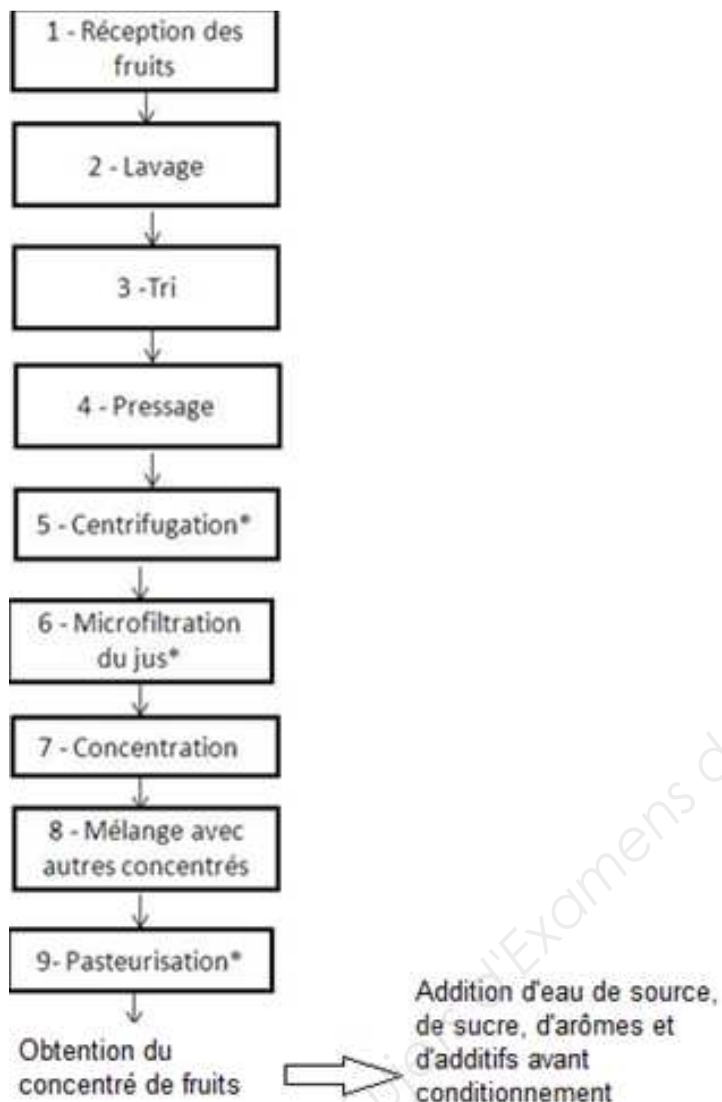 1 - Réception des
fruits
2 - Lavage
3 -Tri
4 - Pressage
5 - Centrifugation*
6 - Microfiltration
du jus*
7 - Concentration
8 - Mélange avec
autres concentrés
9- Pasteurisation*
Obtention du
concentré de fruits
Addition d'eau de source,
de sucre, d'arômes et
d'additifs avant
conditionnement
d'Examens d